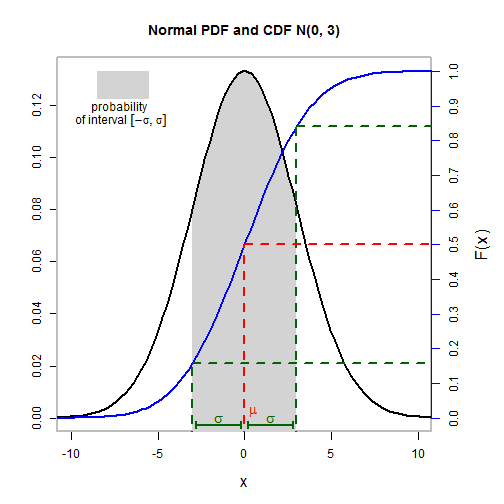 Normal PDF and CDF N(0, 3)
probability
of interval [−σ, σ]
0.00
0.02
0.04
0.06
0.08
0.10
0.12
0.0
0.1
0.2
0.3
0.4
0.5
0.6
0.7
0.8
0.9
1.0
F(x)
μ
σ
σ
-10
-5
0
5
10
x